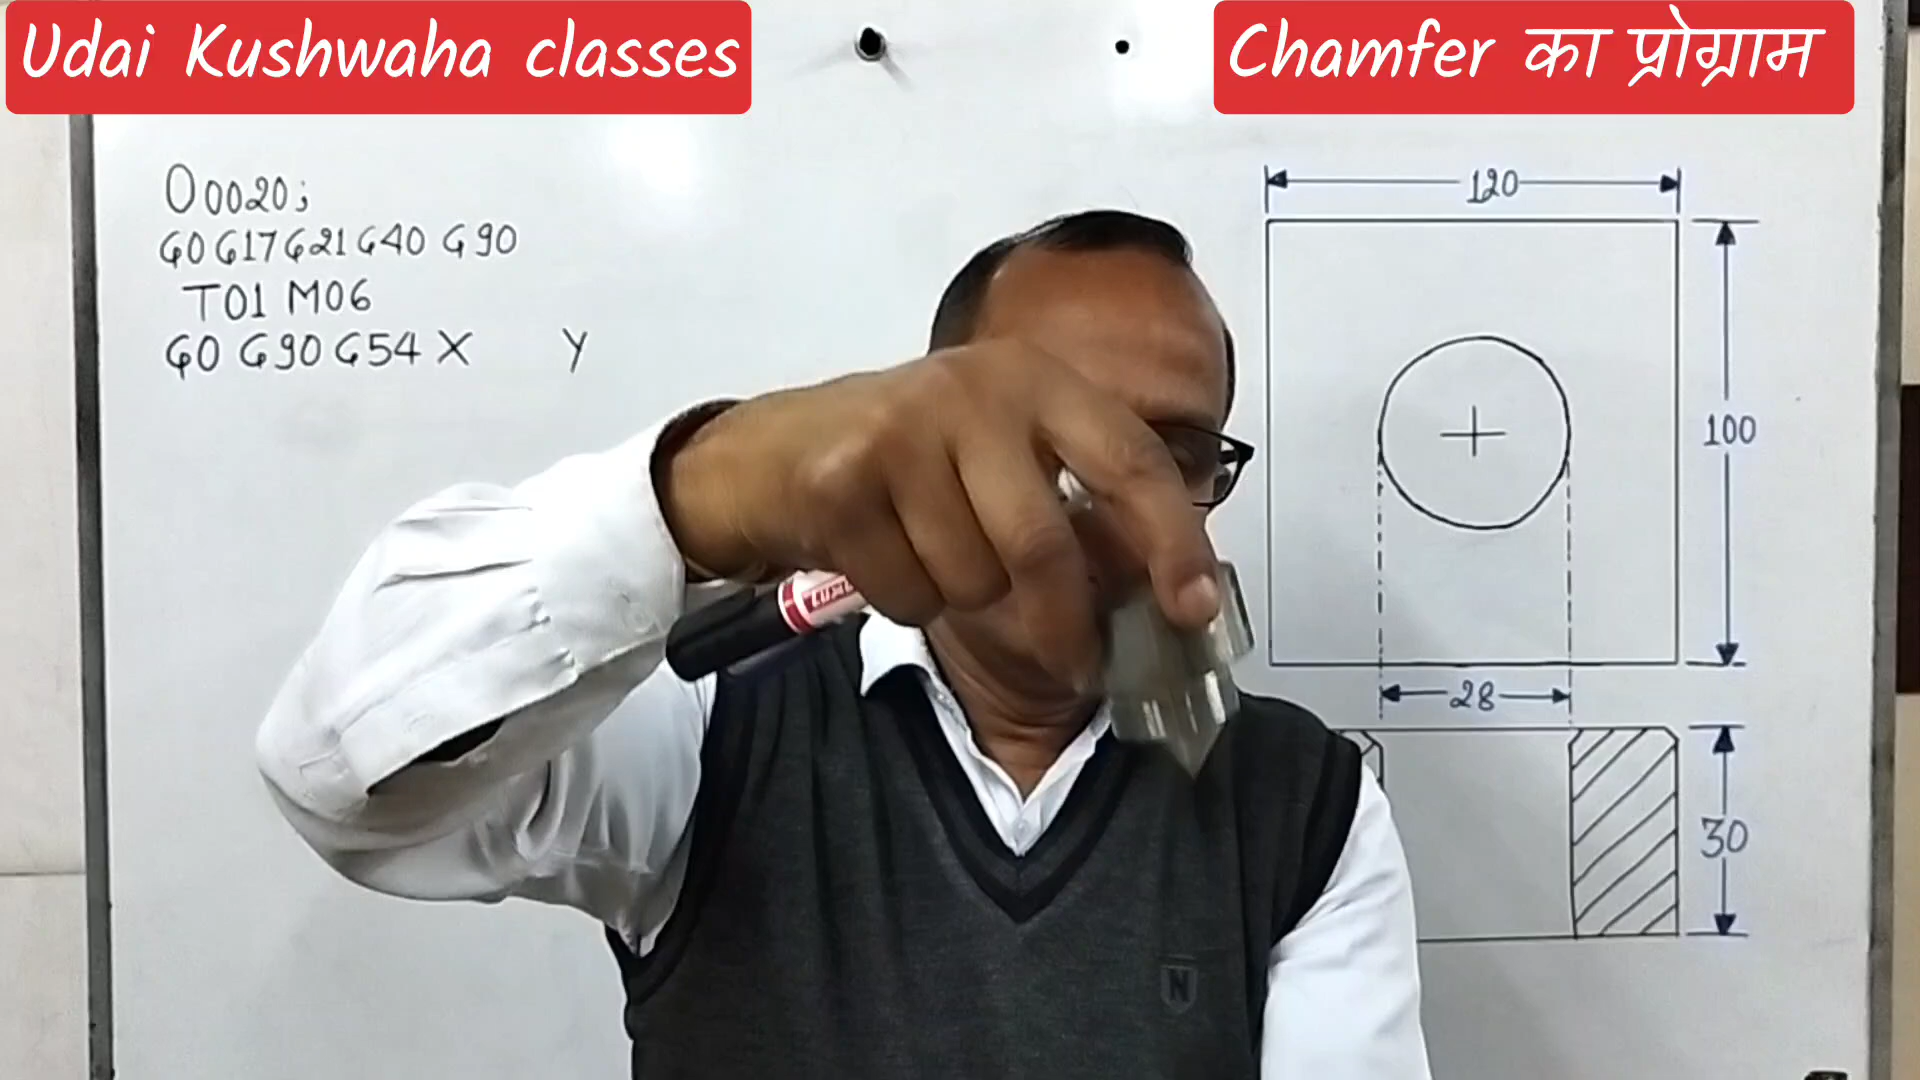 Udai Kushwaha classes
Chamfer का प्रोग्राम
O0020;
G0 G17 G21 G40 G90
T01 M06
G0 G90 G54 X Y
120
100
28
30
N